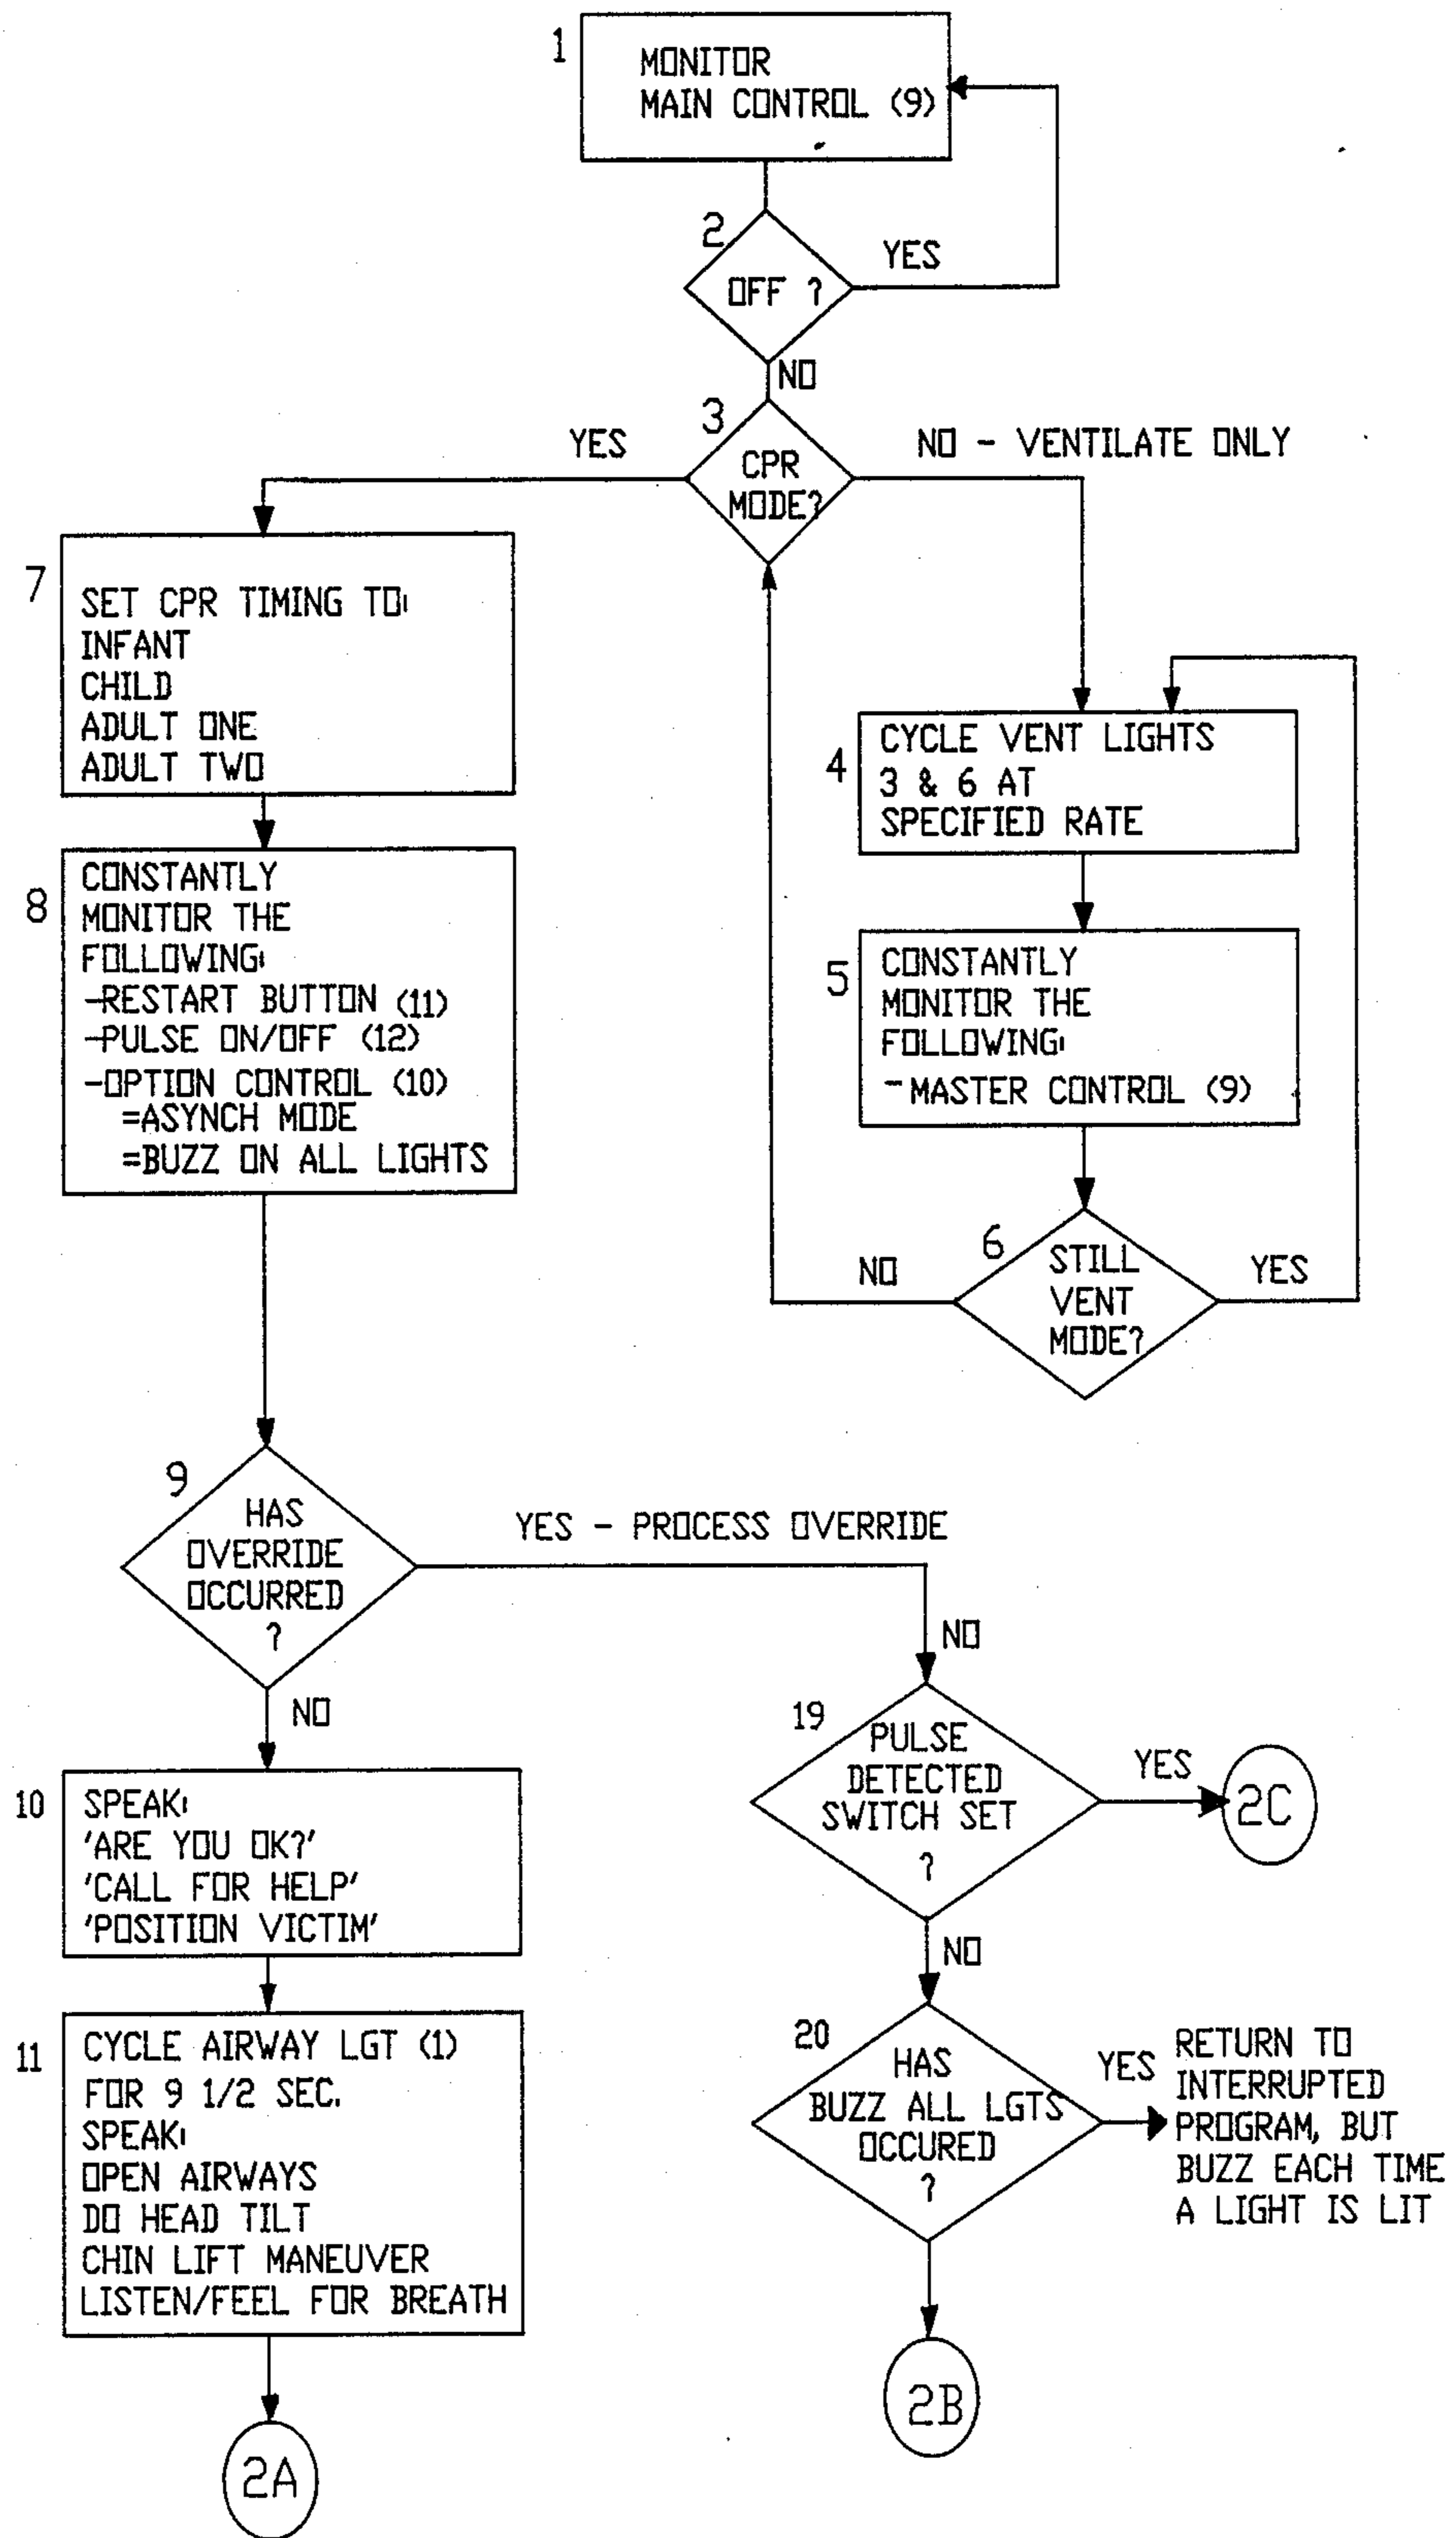 1
MONITOR
MAIN CONTROL (9)
2
OFF ?
YES
NO
3
CPR
MODE?
YES
NO - VENTILATE ONLY
7
SET CPR TIMING TO:
INFANT
CHILD
ADULT ONE
ADULT TWO
4
CYCLE VENT LIGHTS
3 & 6 AT
SPECIFIED RATE
8
CONSTANTLY
MONITOR THE
FOLLOWING:
-RESTART BUTTON (11)
-PULSE ON/OFF (12)
-OPTION CONTROL (10)
=ASYNCH MODE
=BUZZ ON ALL LIGHTS
5
CONSTANTLY
MONITOR THE
FOLLOWING:
-MASTER CONTROL (9)
6
STILL
VENT
MODE?
NO
YES
9
HAS
OVERRIDE
OCCURRED
?
YES - PROCESS OVERRIDE
NO
NO
19
PULSE
DETECTED
SWITCH SET
?
YES
2C
NO
10
SPEAK:
'ARE YOU OK?'
'CALL FOR HELP'
'POSITION VICTIM'
11
CYCLE AIRWAY LGT (1)
FOR 9 1/2 SEC.
SPEAK:
OPEN AIRWAYS
DO HEAD TILT
CHIN LIFT MANEUVER
LISTEN/FEEL FOR BREATH
2A
20
HAS
BUZZ ALL LGTS
OCCURED
?
YES
RETURN TO
INTERRUPTED
PROGRAM, BUT
BUZZ EACH TIME
A LIGHT IS LIT
2B